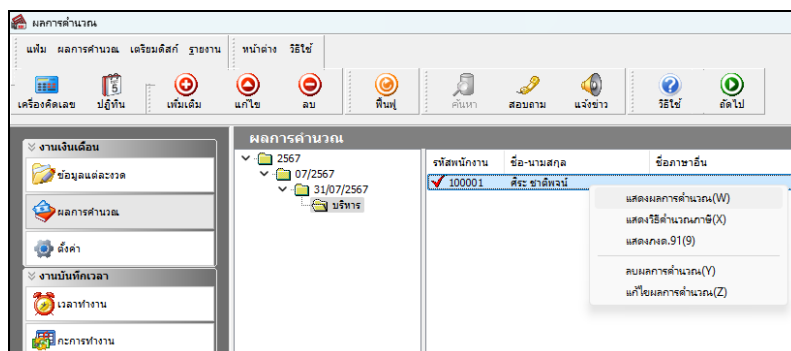 ผลการคำนวณ
แฟ้ม ผลการคำนวณ เตรียมดิสก์ รายงาน หน้าต่าง วิธีใช้
เครื่องคิดเลข ปฏิทิน เพิ่มเติม แก้ไข ลบ ฟื้นฟู ค้นหา สอบถาม แจ้งข่าว วิธีใช้ ถัดไป
งานเงินเดือน
ข้อมูลแต่ละงวด
ผลการคำนวณ
ตั้งค่า
งานบันทึกเวลา
เวลาทำงาน
กะการทำงาน
ผลการคำนวณ
2567
07/2567
31/07/2567
บริหาร
รหัสพนักงาน ชื่อ-นามสกุล ชื่อภาษาอื่น
100001 ศิระ ชาติพจน์
แสดงผลการคำนวณ(W)
แสดงวิธีคำนวณภาษี(X)
แสดงภงด.91(9)
ลบผลการคำนวณ(Y)
แก้ไขผลการคำนวณ(Z)